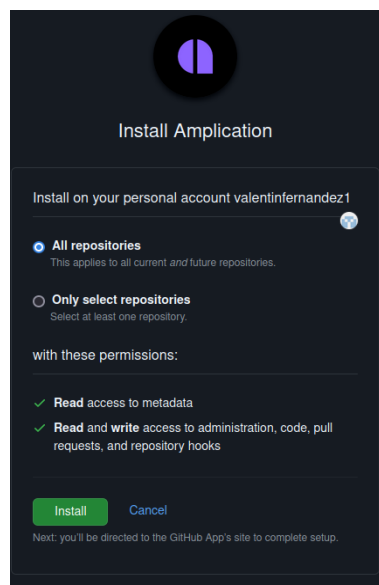 Install Amplication
Install on your personal account valentinfernandez1
All repositories
This applies to all current and future repositories.
Only select repositories
Select at least one repository.
with these permissions:
Read access to metadata
Read and write access to administration, code, pull
requests, and repository hooks
Install
Cancel
Next: you'll be directed to the GitHub App's site to complete setup.